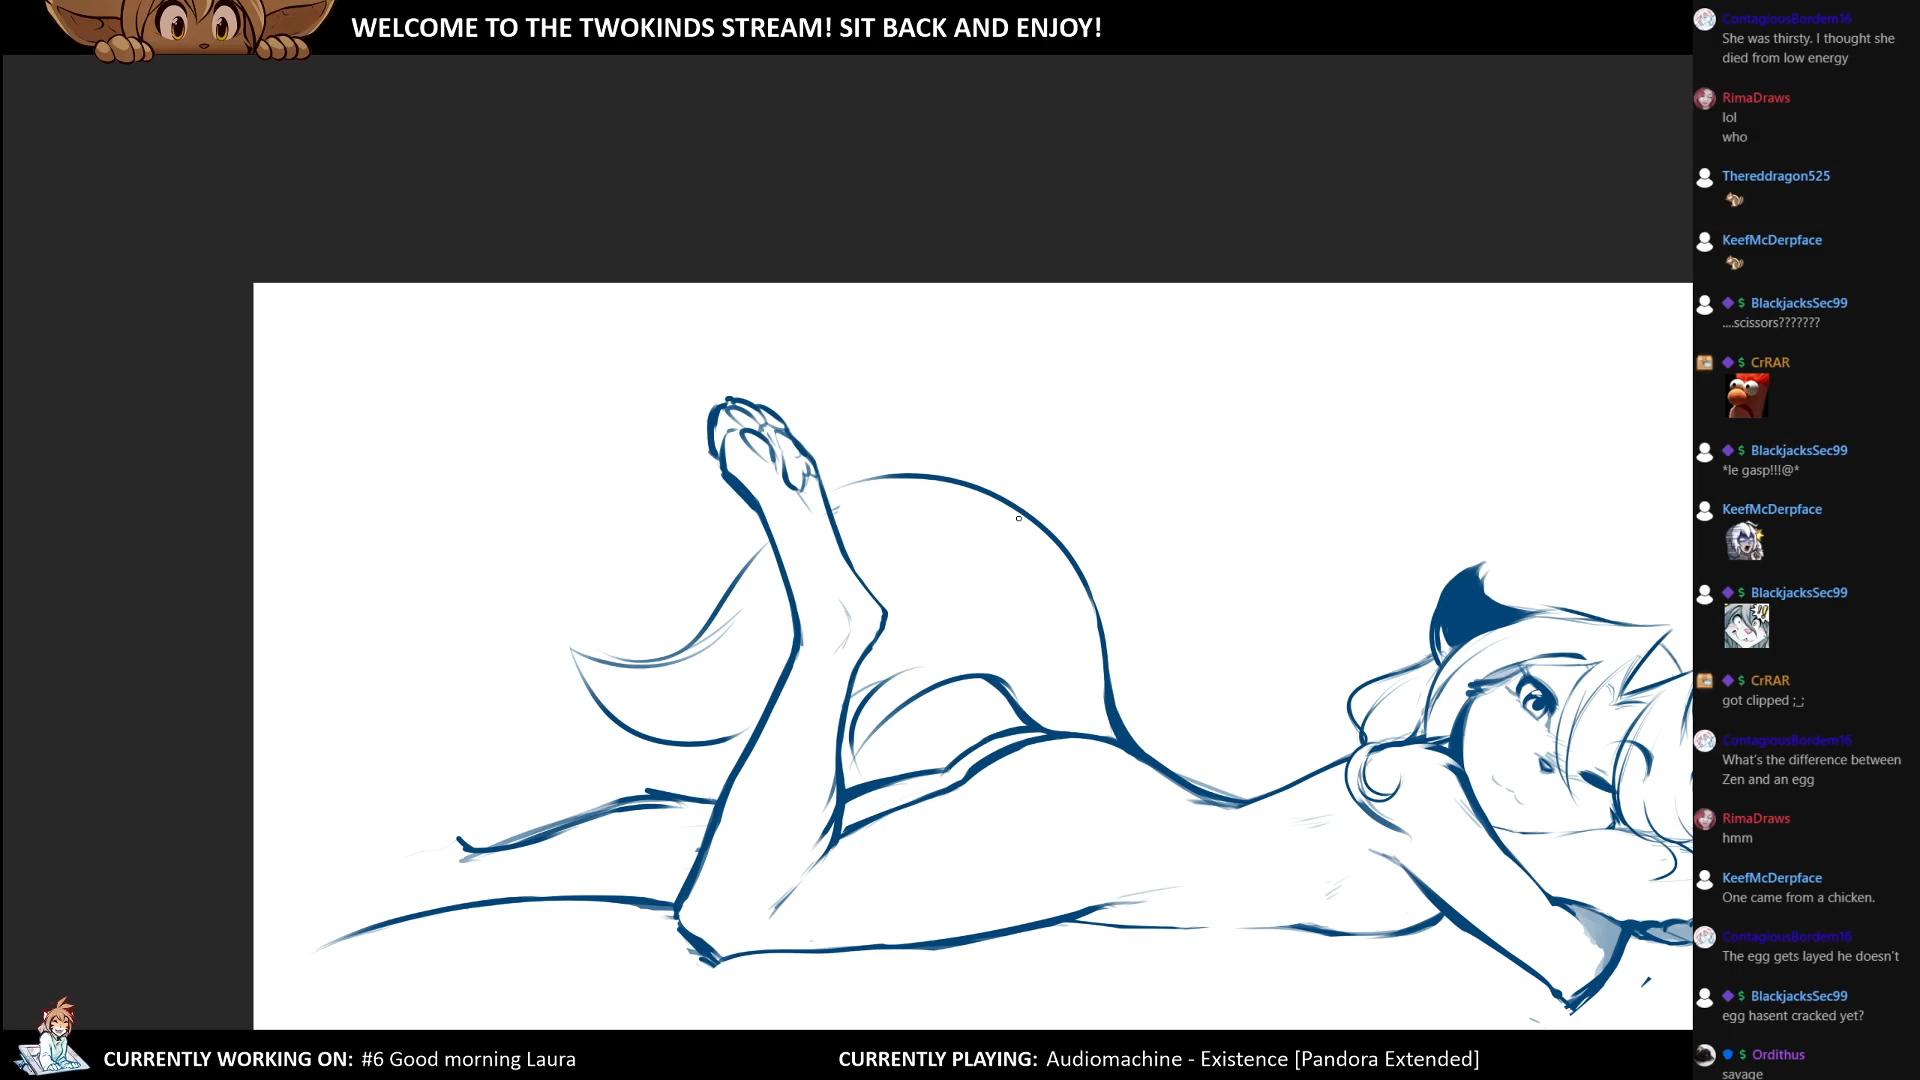 WELCOME TO THE TWOKINDS STREAM! SIT BACK AND ENJOY!
ContagiousBordem16
She was thirsty. I thought she
died from low energy
RimaDraws
lol
who
Thereddragon525
KeefMcDerpface
$ BlackjacksSec99
....scissors???????
$ CrRAR
$ BlackjacksSec99
*le gasp!!!@*
KeefMcDerpface
$ BlackjacksSec99
$ CrRAR
got clipped ;_;
ContagiousBordem16
What's the difference between
Zen and an egg
RimaDraws
hmm
KeefMcDerpface
One came from a chicken.
ContagiousBordem16
The egg gets layed he doesn't
$ BlackjacksSec99
egg hasent cracked yet?
$ Ordithus
savage
CURRENTLY WORKING ON: #6 Good morning Laura
CURRENTLY PLAYING: Audiomachine - Existence [Pandora Extended]